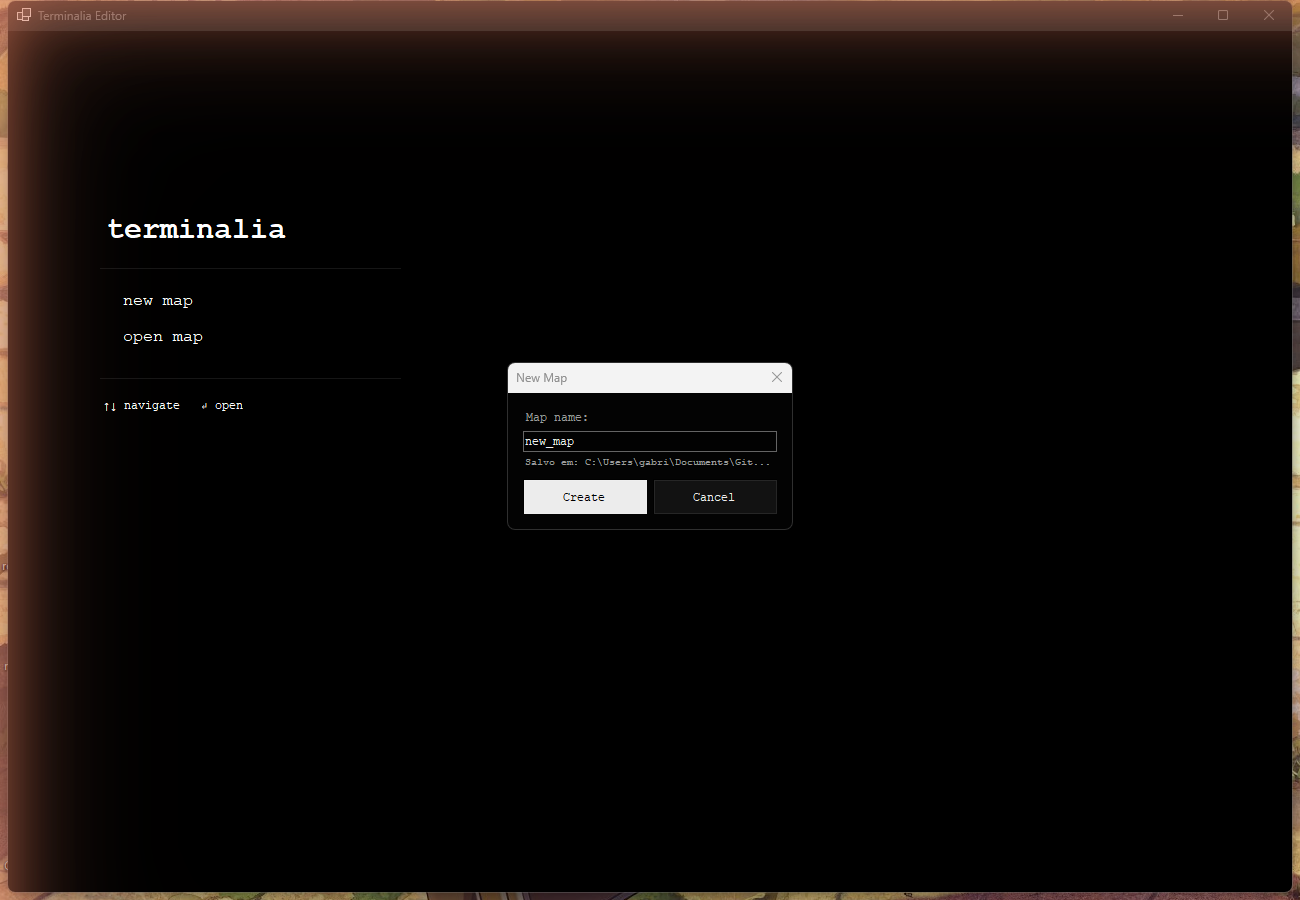 Terminalia Editor
terminalia
new map
open map
↑↓ navigate ↲ open
New Map
Map name:
new_map
Salvo em: C:\Users\gabri\Documents\Git...
Create Cancel